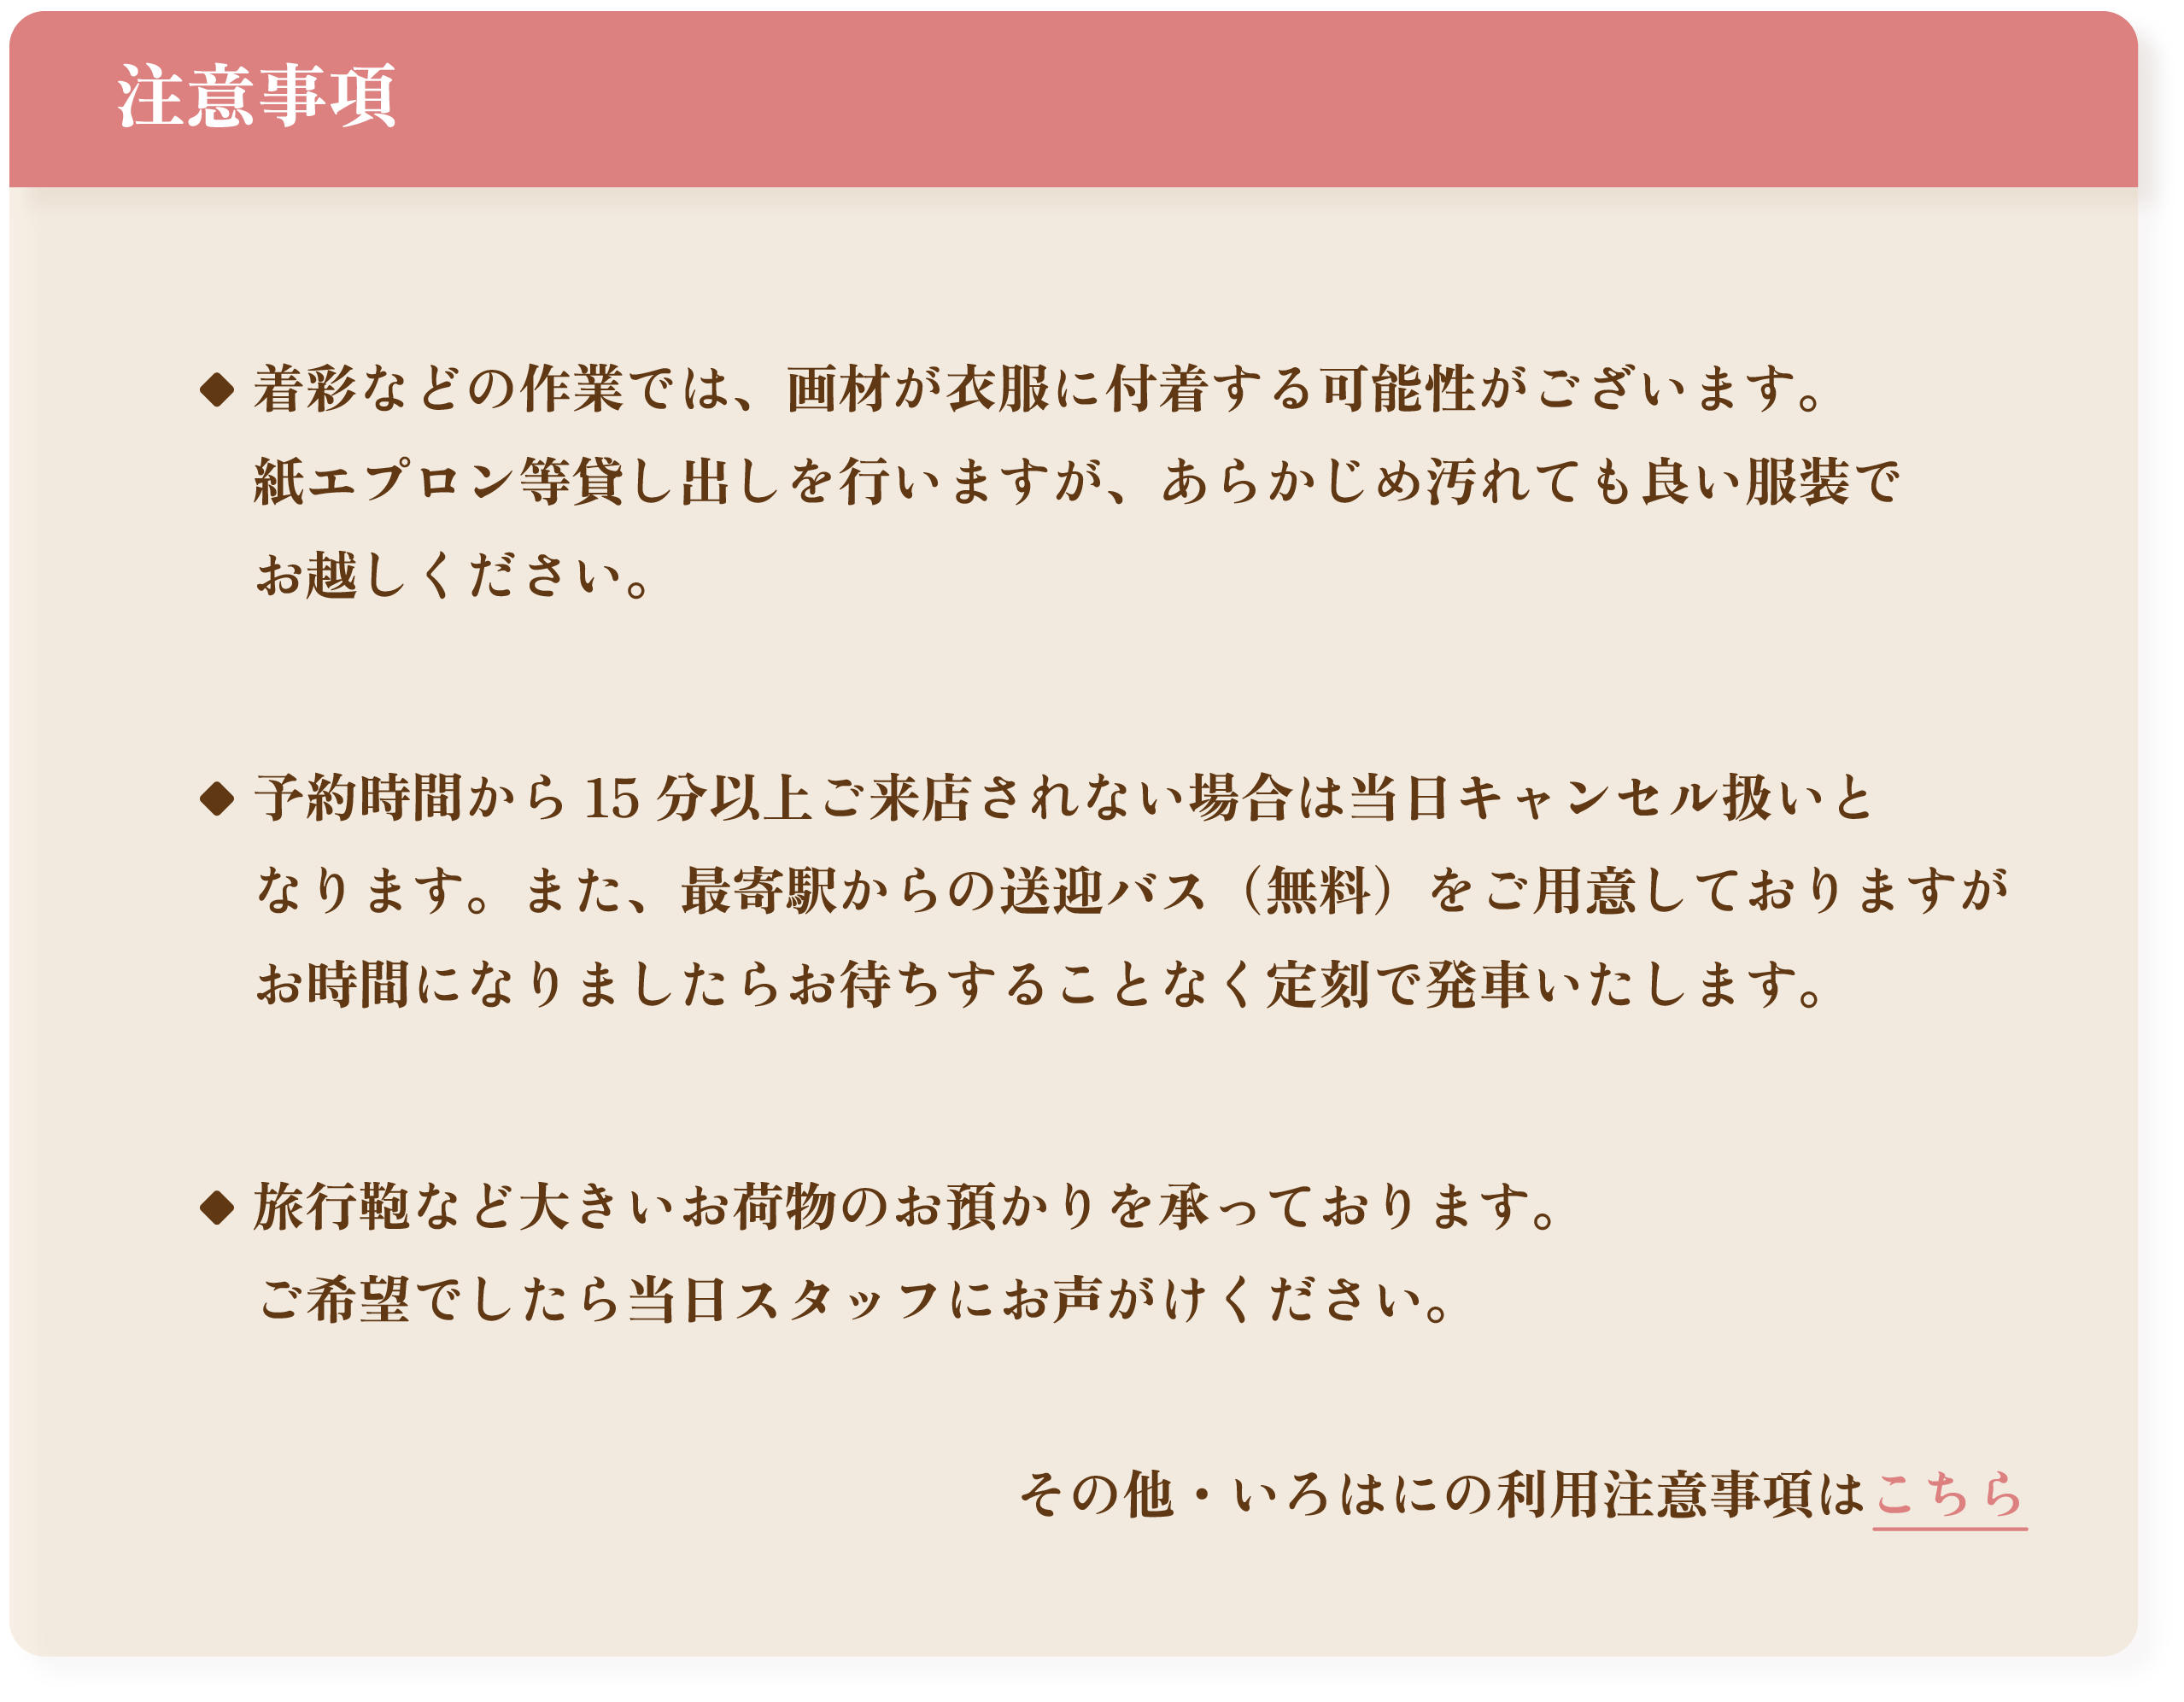 注意事項
◆ 着彩などの作業では、画材が衣服に付着する可能性がございます。
紙エプロン等貸し出しを行いますが、あらかじめ汚れても良い服装で
お越しください。
◆ 予約時間から 15 分以上ご来店されない場合は当日キャンセル扱いと
なります。また、最寄駅からの送迎バス（無料）をご用意しておりますが
お時間になりましたらお待ちすることなく定刻で発車いたします。
◆ 旅行鞄など大きいお荷物のお預かりを承っております。
ご希望でしたら当日スタッフにお声がけください。
その他・いろはにの利用注意事項はこちら